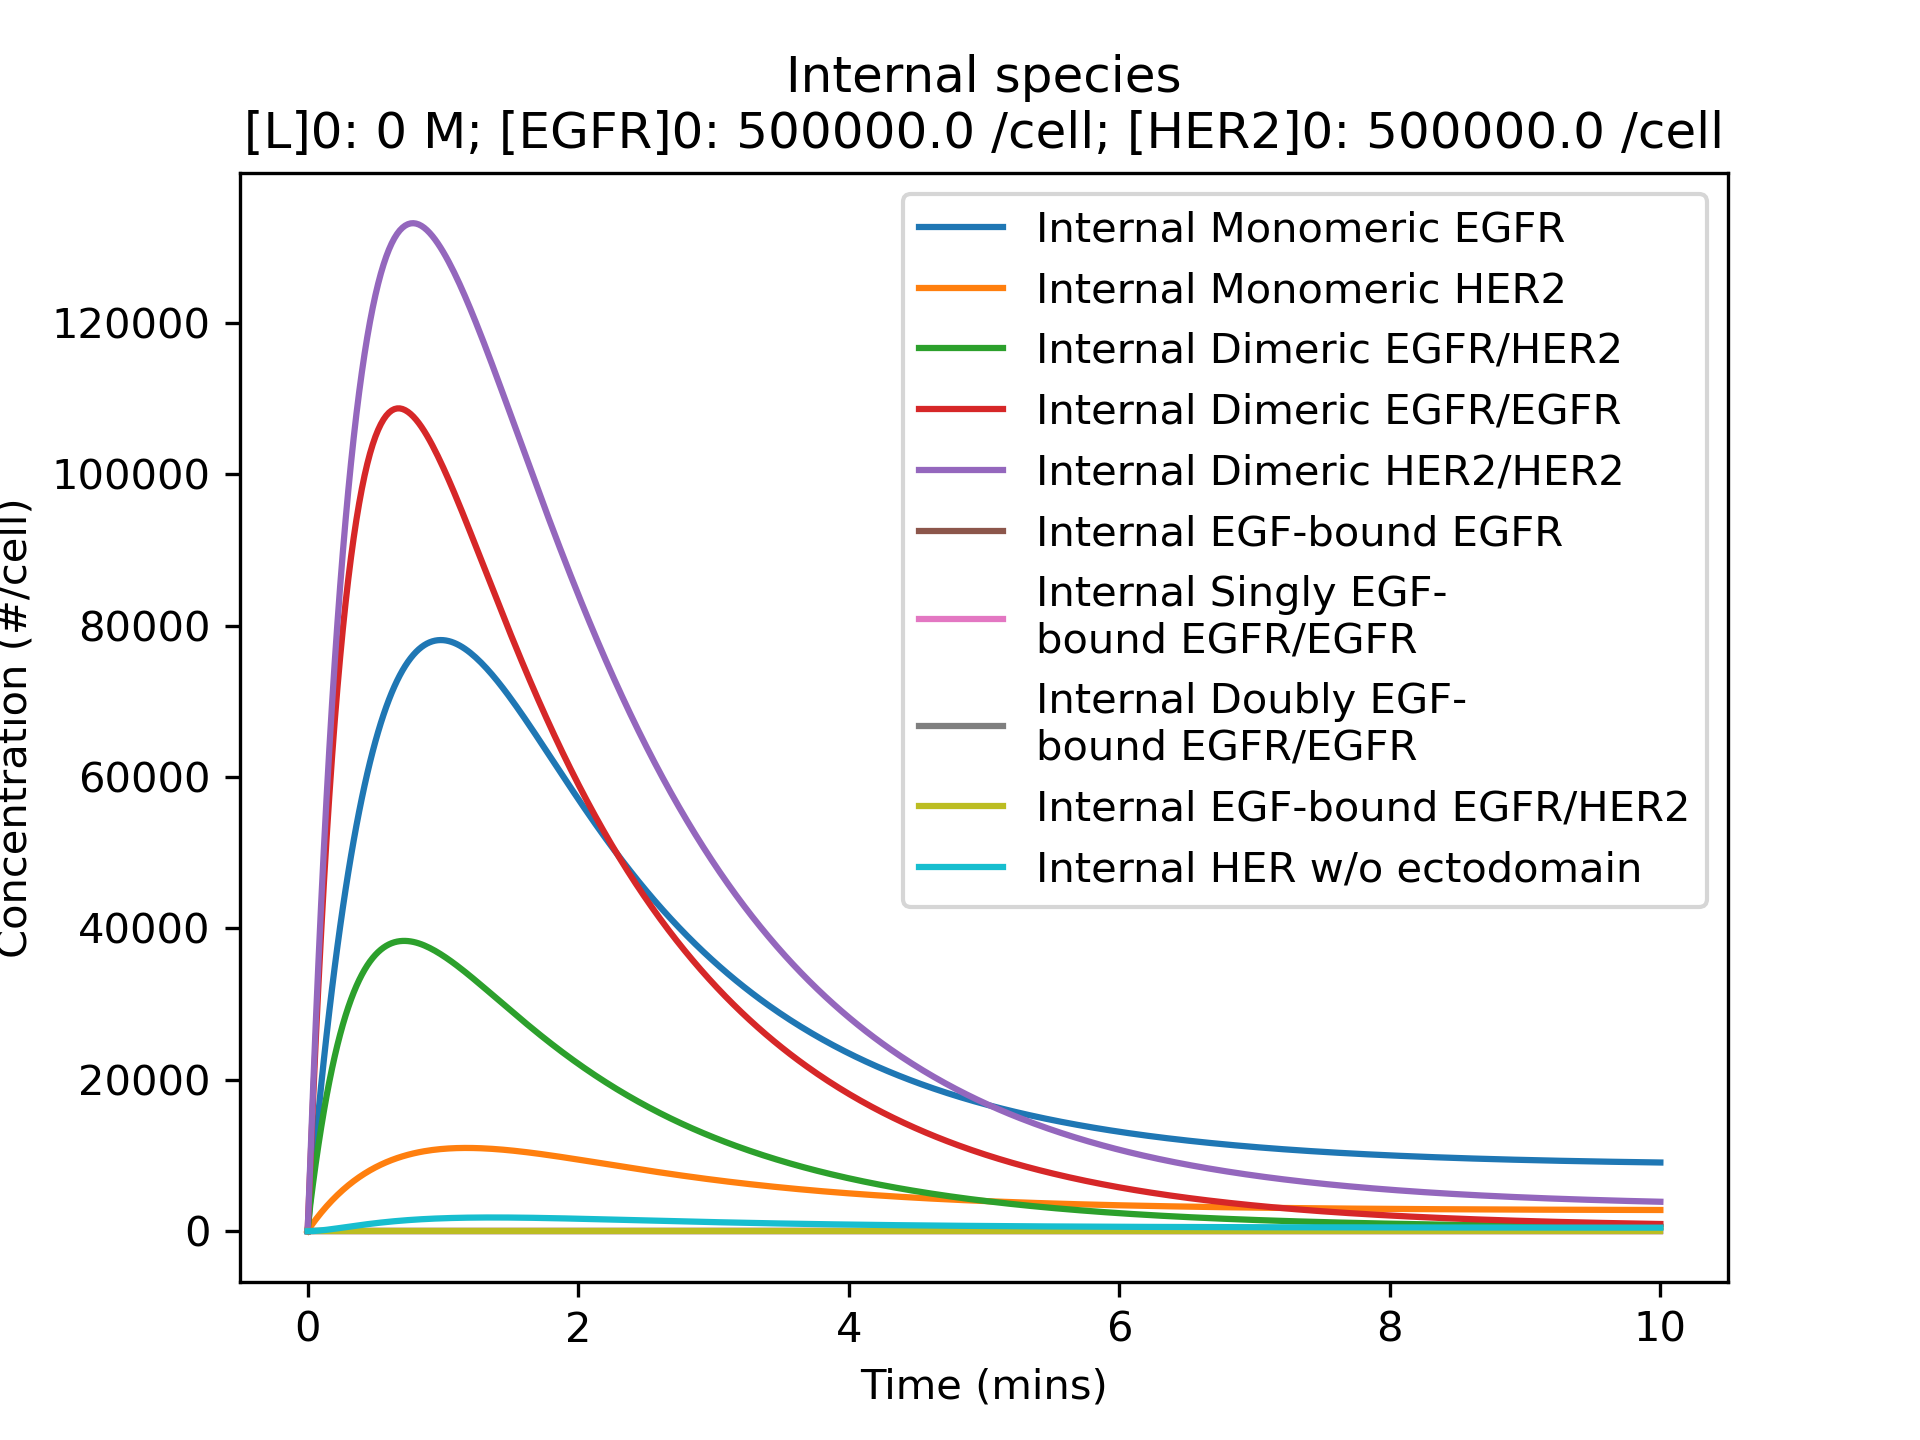 Internal species
[L]0: 0 M; [EGFR]0: 500000.0 /cell; [HER2]0: 500000.0 /cell
Concentration (#/cell)
120000
100000
80000
60000
40000
20000
0
Internal Monomeric EGFR
Internal Monomeric HER2
Internal Dimeric EGFR/HER2
Internal Dimeric EGFR/EGFR
Internal Dimeric HER2/HER2
Internal EGF-bound EGFR
Internal Singly EGF-
bound EGFR/EGFR
Internal Doubly EGF-
bound EGFR/EGFR
Internal EGF-bound EGFR/HER2
Internal HER w/o ectodomain
0 2 4 6 8 10
Time (mins)